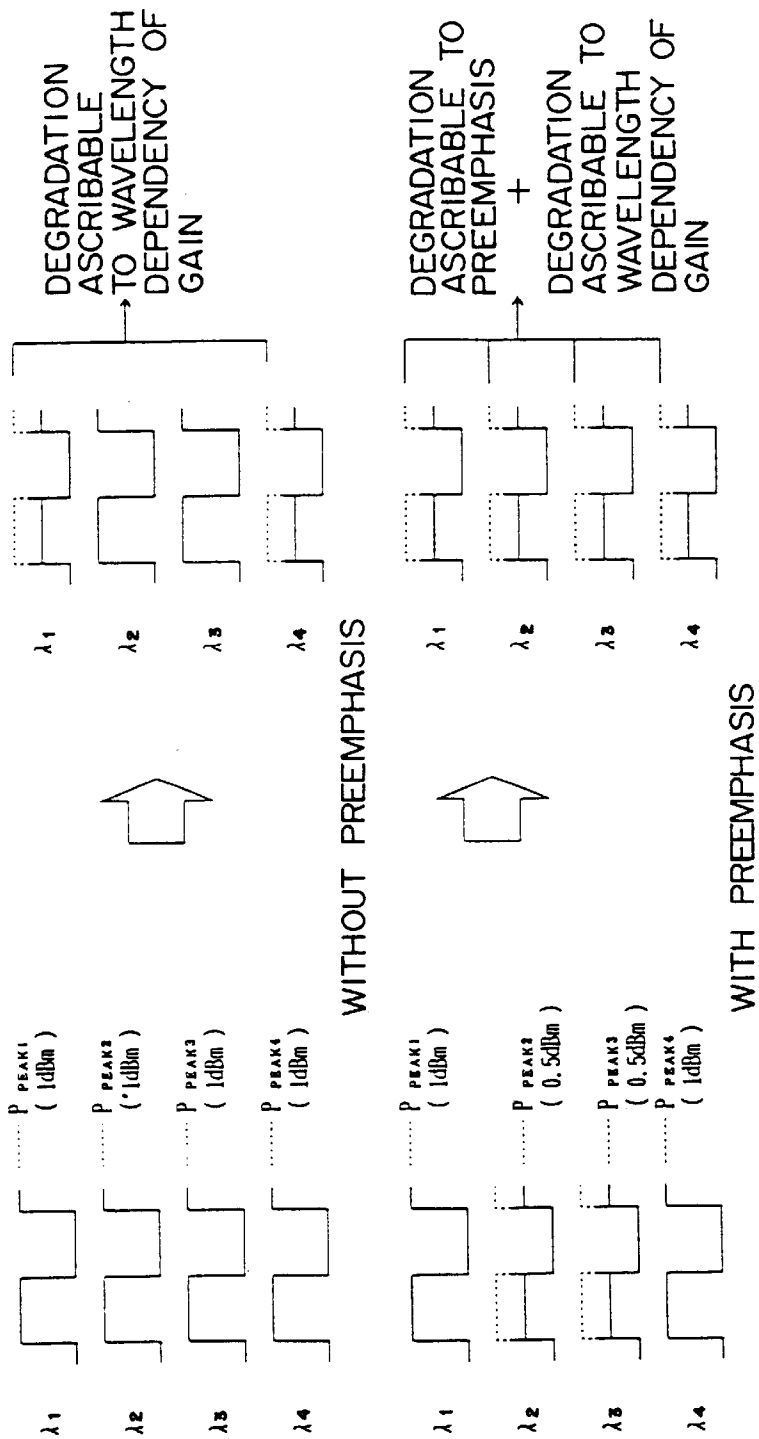 λ1
P PEAK1
( 1dBm )
λ2
P PEAK2
( 1dBm )
λ3
P PEAK3
( 1dBm )
λ4
P PEAK4
( 1dBm )
WITHOUT PREEMPHASIS
λ1
λ2
λ3
λ4
DEGRADATION
ASCRIBABLE
TO WAVELENGTH
DEPENDENCY OF
GAIN
λ1
P PEAK1
( 1dBm )
λ2
P PEAK2
( 0.5dBm )
λ3
P PEAK3
( 0.5dBm )
λ4
P PEAK4
( 1dBm )
WITH PREEMPHASIS
λ1
λ2
λ3
λ4
DEGRADATION
ASCRIBABLE TO
PREEMPHASIS
+
DEGRADATION
ASCRIBABLE TO
WAVELENGTH
DEPENDENCY OF
GAIN